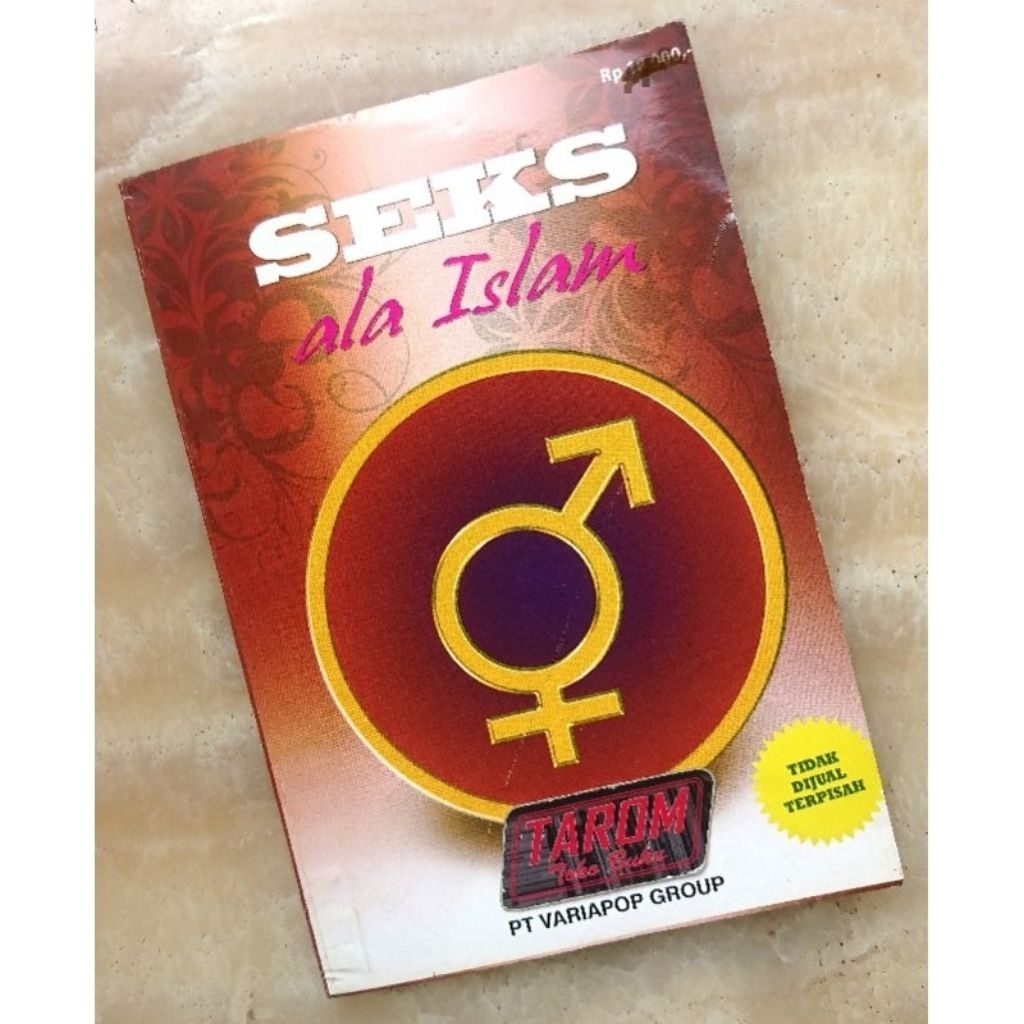 Rp
SEKS
ala Islam
TIDAK
DIJUAL
TERPISAH
TAROM
Toko Buku
PT VARIAPOP GROUP